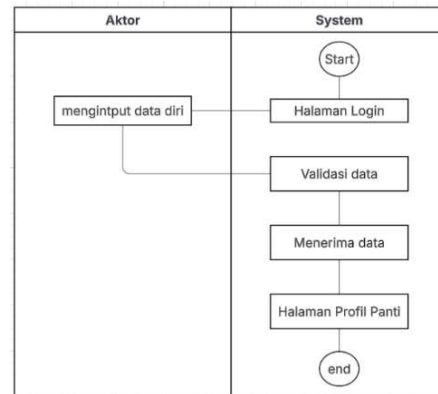 Aktor
System
Start
mengintput data diri
Halaman Login
Validasi data
Menerima data
Halaman Profil Panti
end